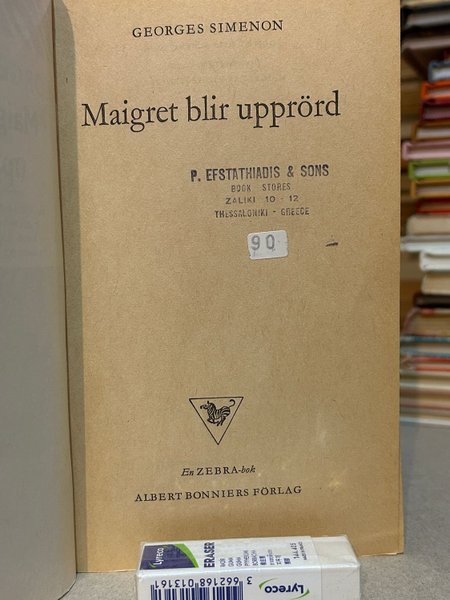 GEORGES SIMENON
Maigret blir upprörd
P. EFSTATHIADIS & SONS
BOOK STORES
ZALIKI 10 - 12
THESSALONIKI - GREECE
90
En ZEBRA-bok
ALBERT BONNIERS FÖRLAG
Lyreco
ERASER
3 662168 013161
Lyreco